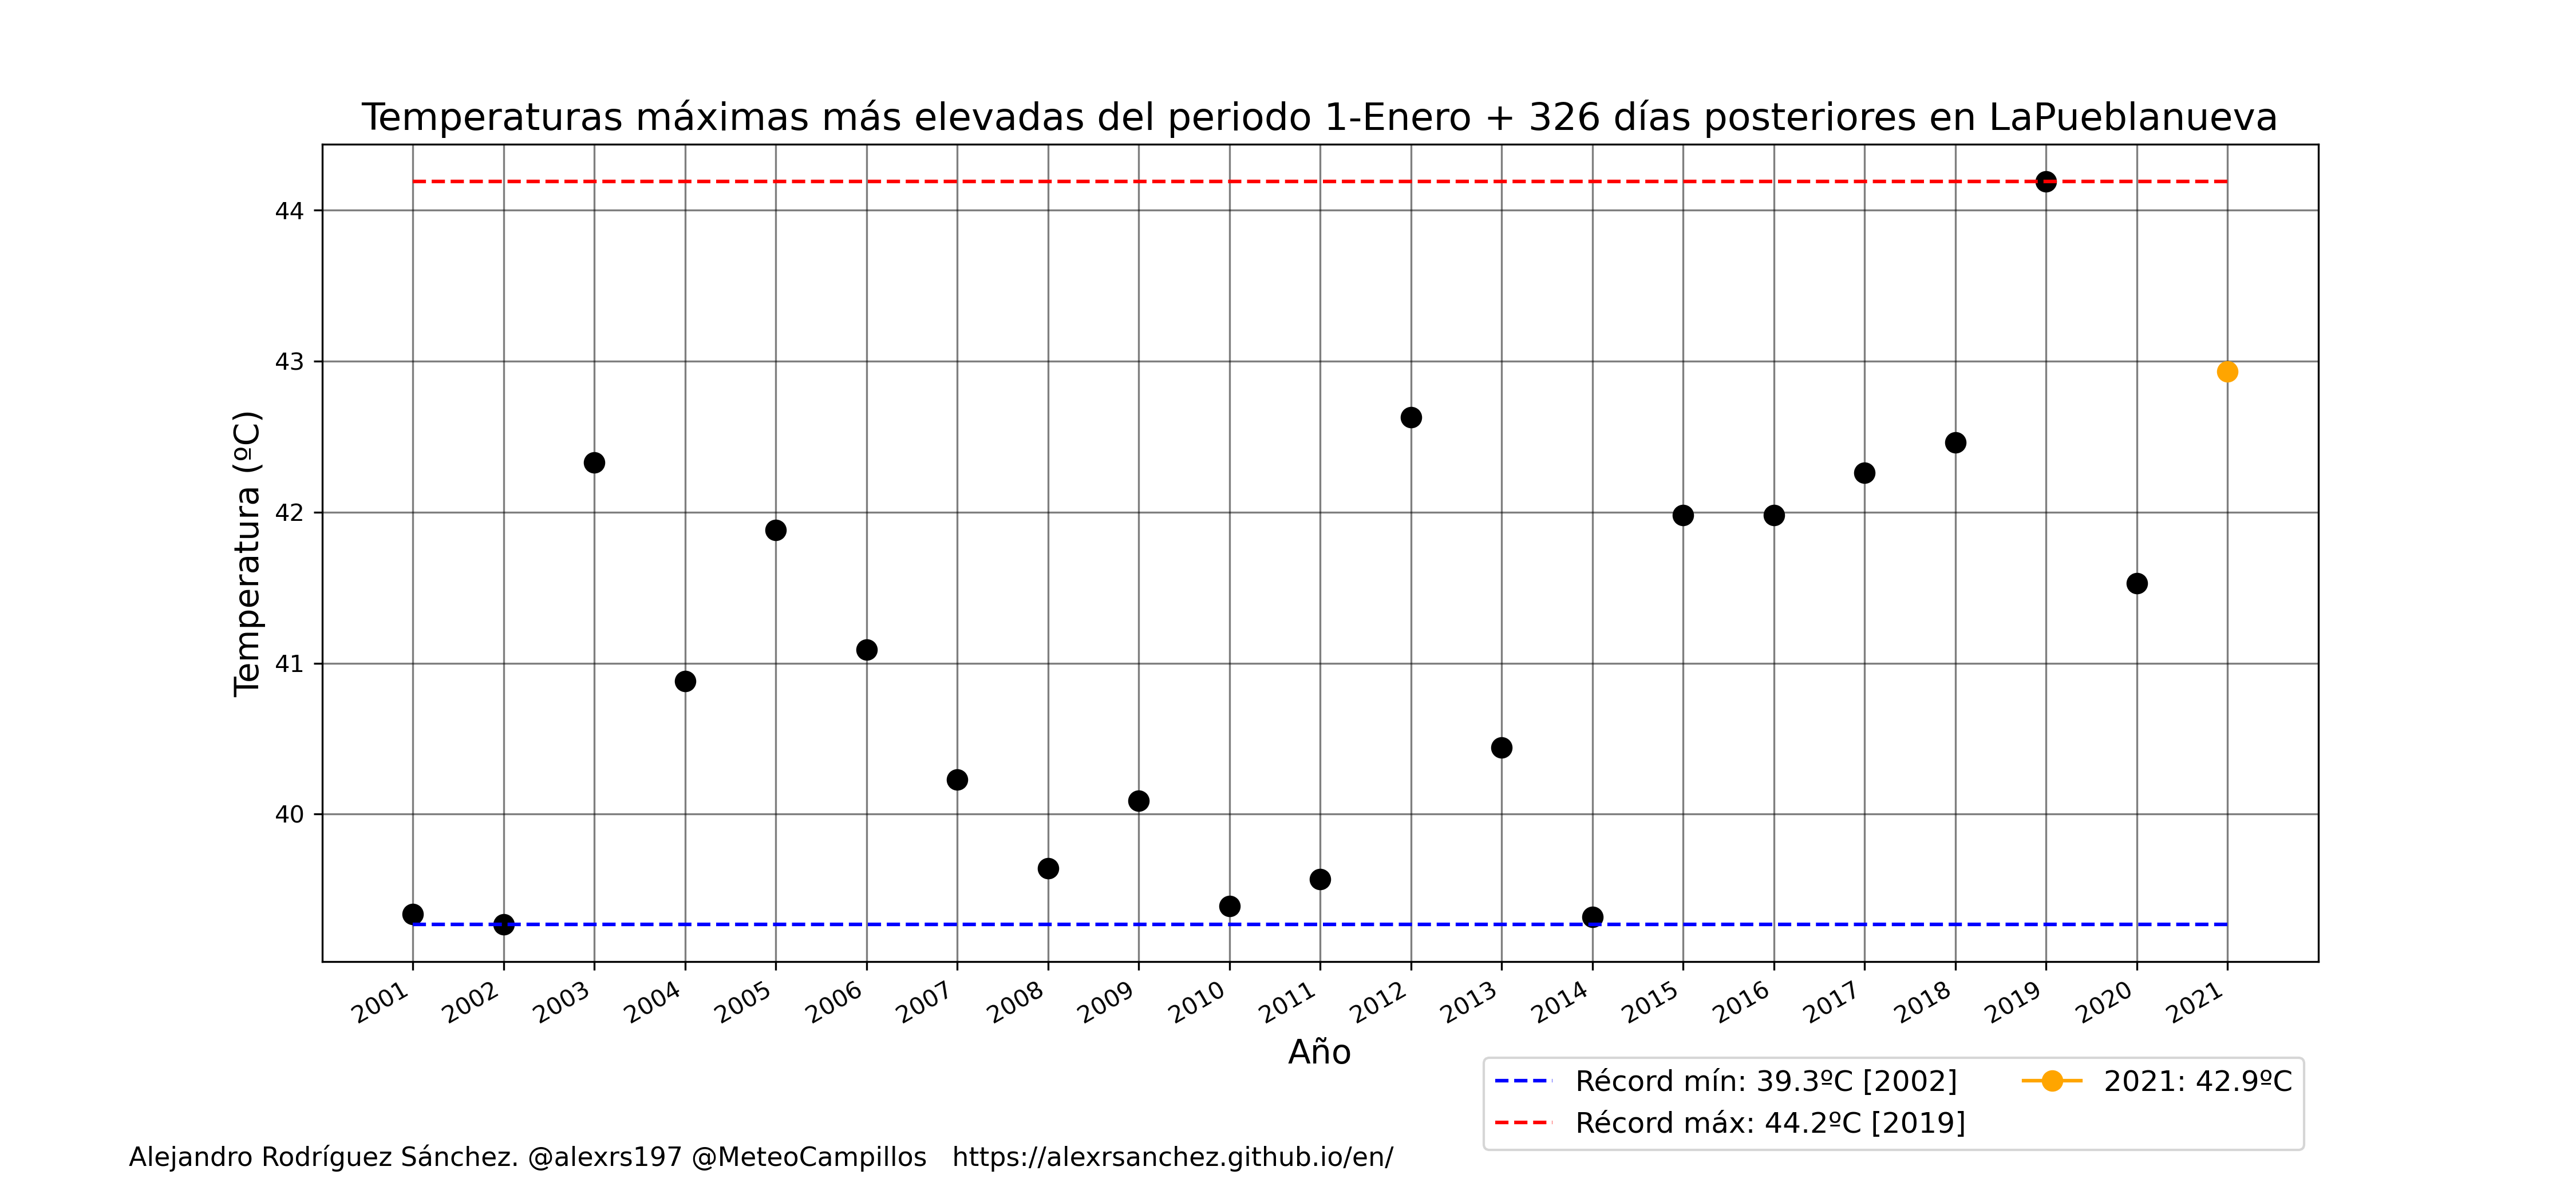 Temperaturas máximas más elevadas del periodo 1-Enero + 326 días posteriores en LaPueblanueva
Temperatura (ºC)
44
43
42
41
40
2001 2002 2003 2004 2005 2006 2007 2008 2009 2010 2011 2012 2013 2014 2015 2016 2017 2018 2019 2020 2021
Año
Récord mín: 39.3ºC [2002]
Récord máx: 44.2ºC [2019]
2021: 42.9ºC
Alejandro Rodríguez Sánchez. @alexrs197 @MeteoCampillos https://alexrsanchez.github.io/en/